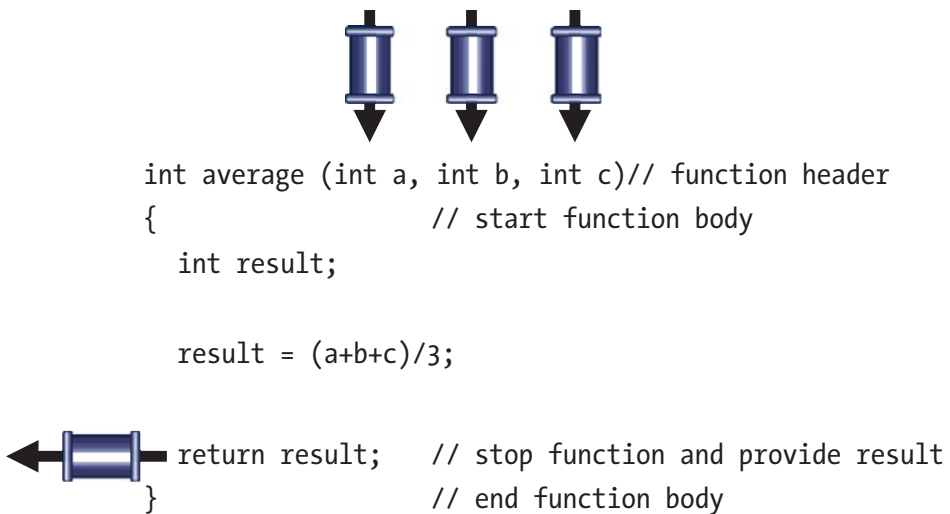 int average (int a, int b, int c)// function header
{ // start function body
int result;
result = (a+b+c)/3;
return result; // stop function and provide result
} // end function body